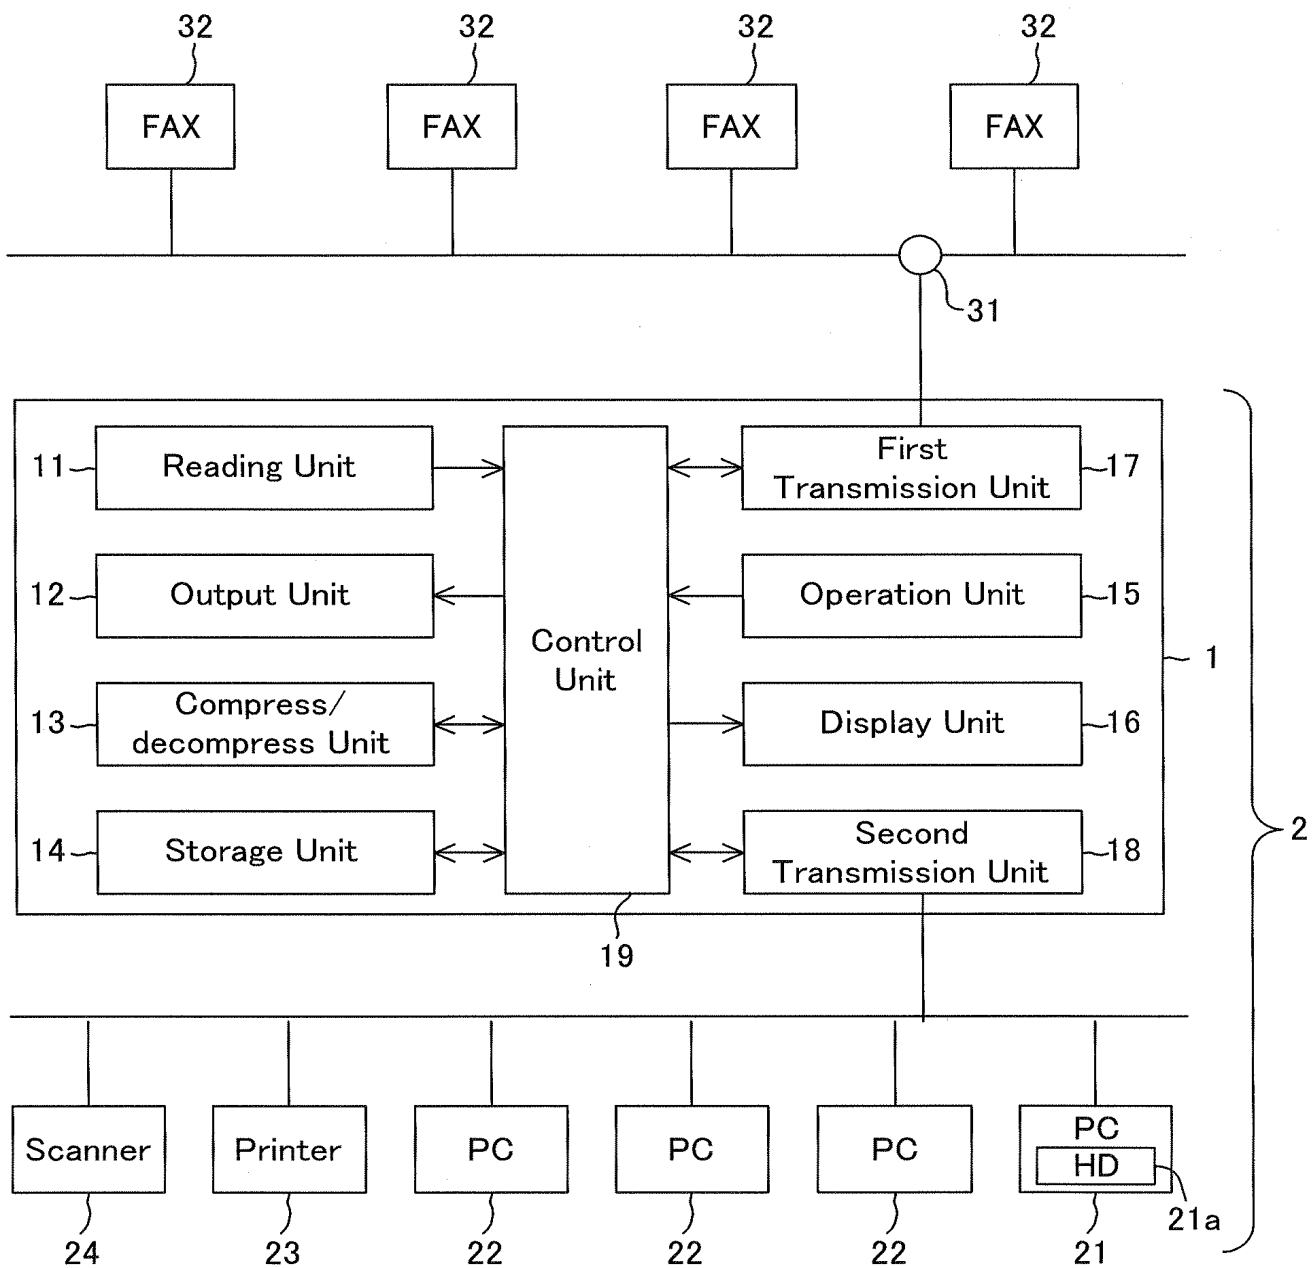 32 32 32 32
FAX FAX FAX FAX
31
11 Reading Unit
First
Transmission Unit 17
12 Output Unit
Operation Unit 15
Control
Unit
1
13 Compress/
decompress Unit
Display Unit 16
2
14 Storage Unit
Second
Transmission Unit 18
19
Scanner Printer PC PC PC PC
HD
21a
24 23 22 22 22 21